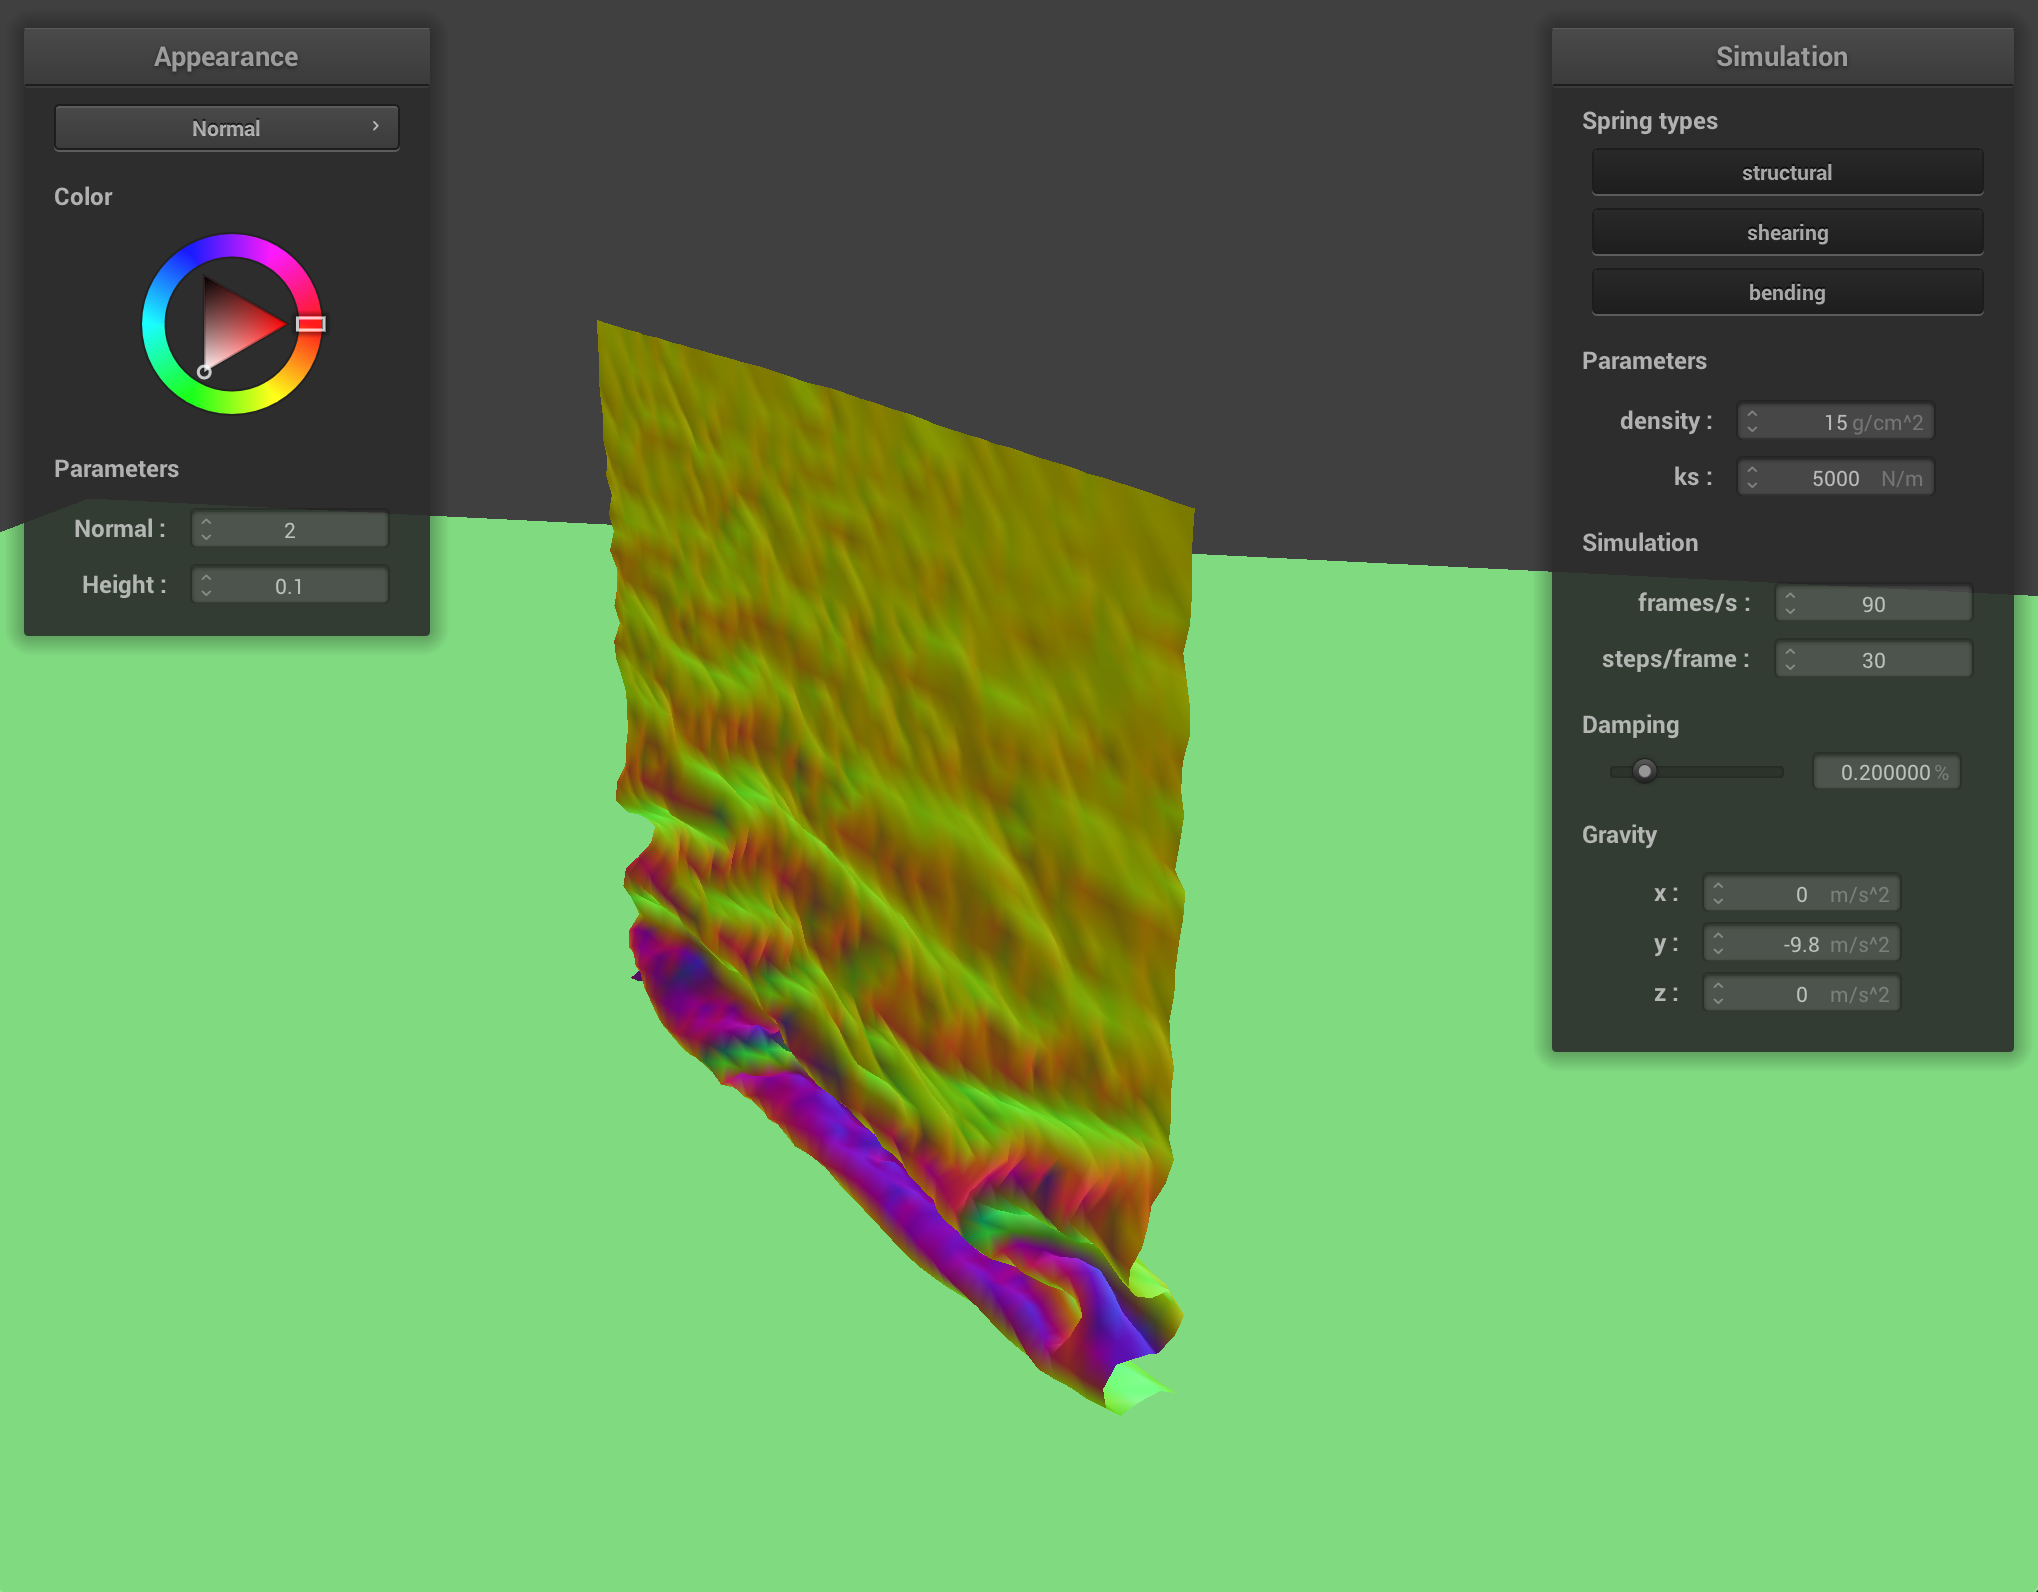 Appearance
Normal
Color
Parameters
Normal : 2
Height : 0.1
Simulation
Spring types
structural
shearing
bending
Parameters
density : 15 g/cm^2
ks : 5000 N/m
Simulation
frames/s : 90
steps/frame : 30
Damping
0.200000 %
Gravity
x : 0 m/s^2
y : -9.8 m/s^2
z : 0 m/s^2